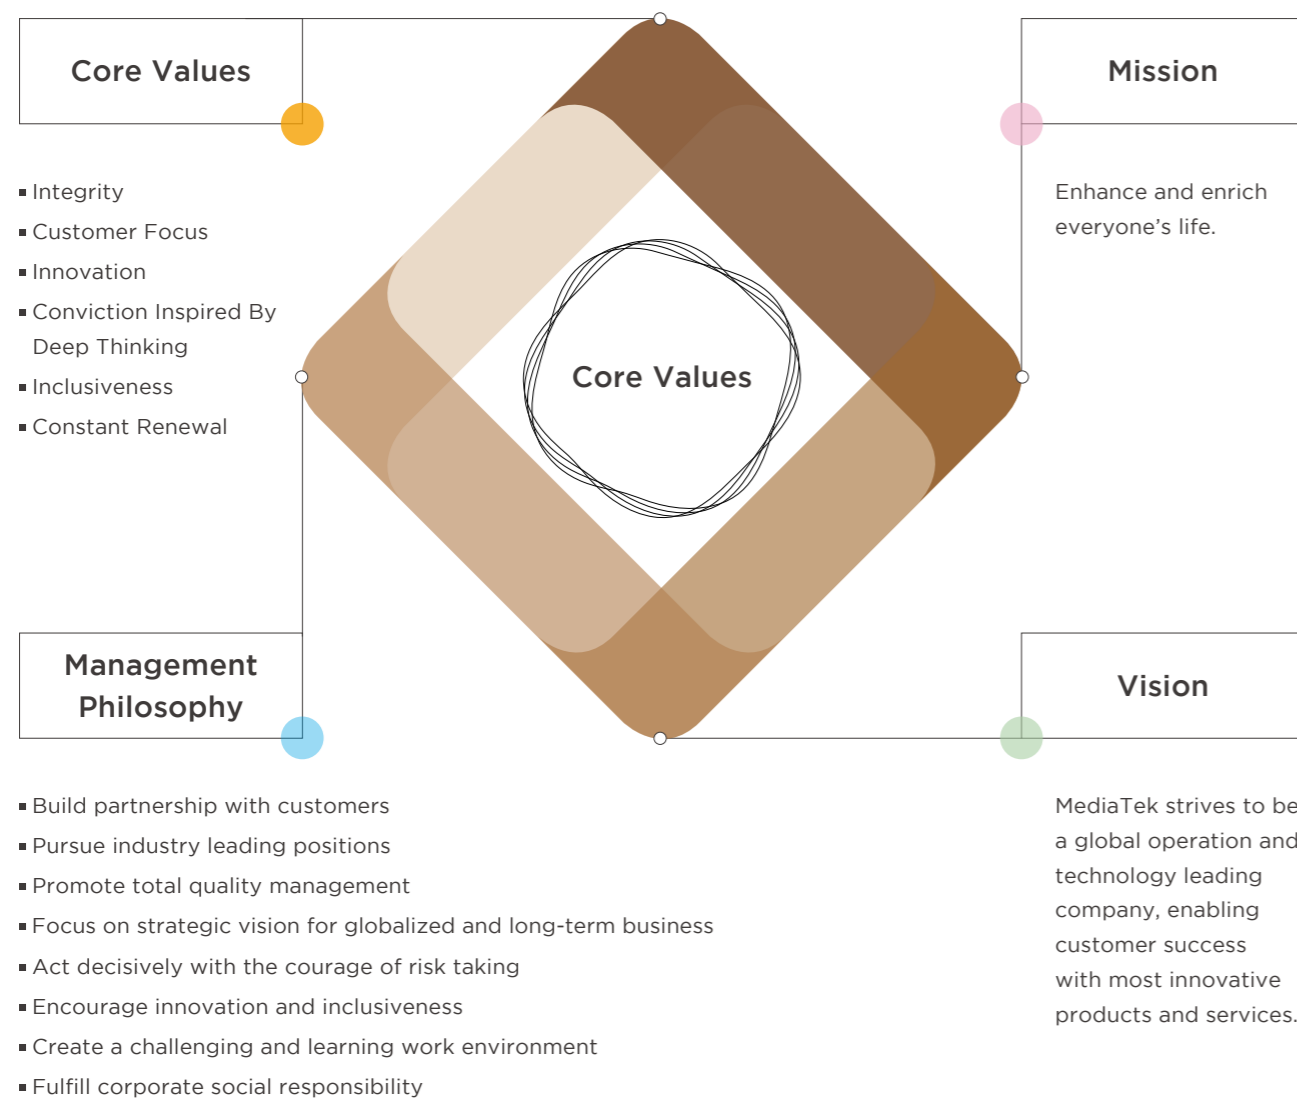 Core Values
▪ Integrity
▪ Customer Focus
▪ Innovation
▪ Conviction Inspired By
Deep Thinking
▪ Inclusiveness
▪ Constant Renewal
Mission
Enhance and enrich
everyone’s life.
Core Values
Management
Philosophy
▪ Build partnership with customers
▪ Pursue industry leading positions
▪ Promote total quality management
▪ Focus on strategic vision for globalized and long-term business
▪ Act decisively with the courage of risk taking
▪ Encourage innovation and inclusiveness
▪ Create a challenging and learning work environment
▪ Fulfill corporate social responsibility
Vision
MediaTek strives to be
a global operation and
technology leading
company, enabling
customer success
with most innovative
products and services.